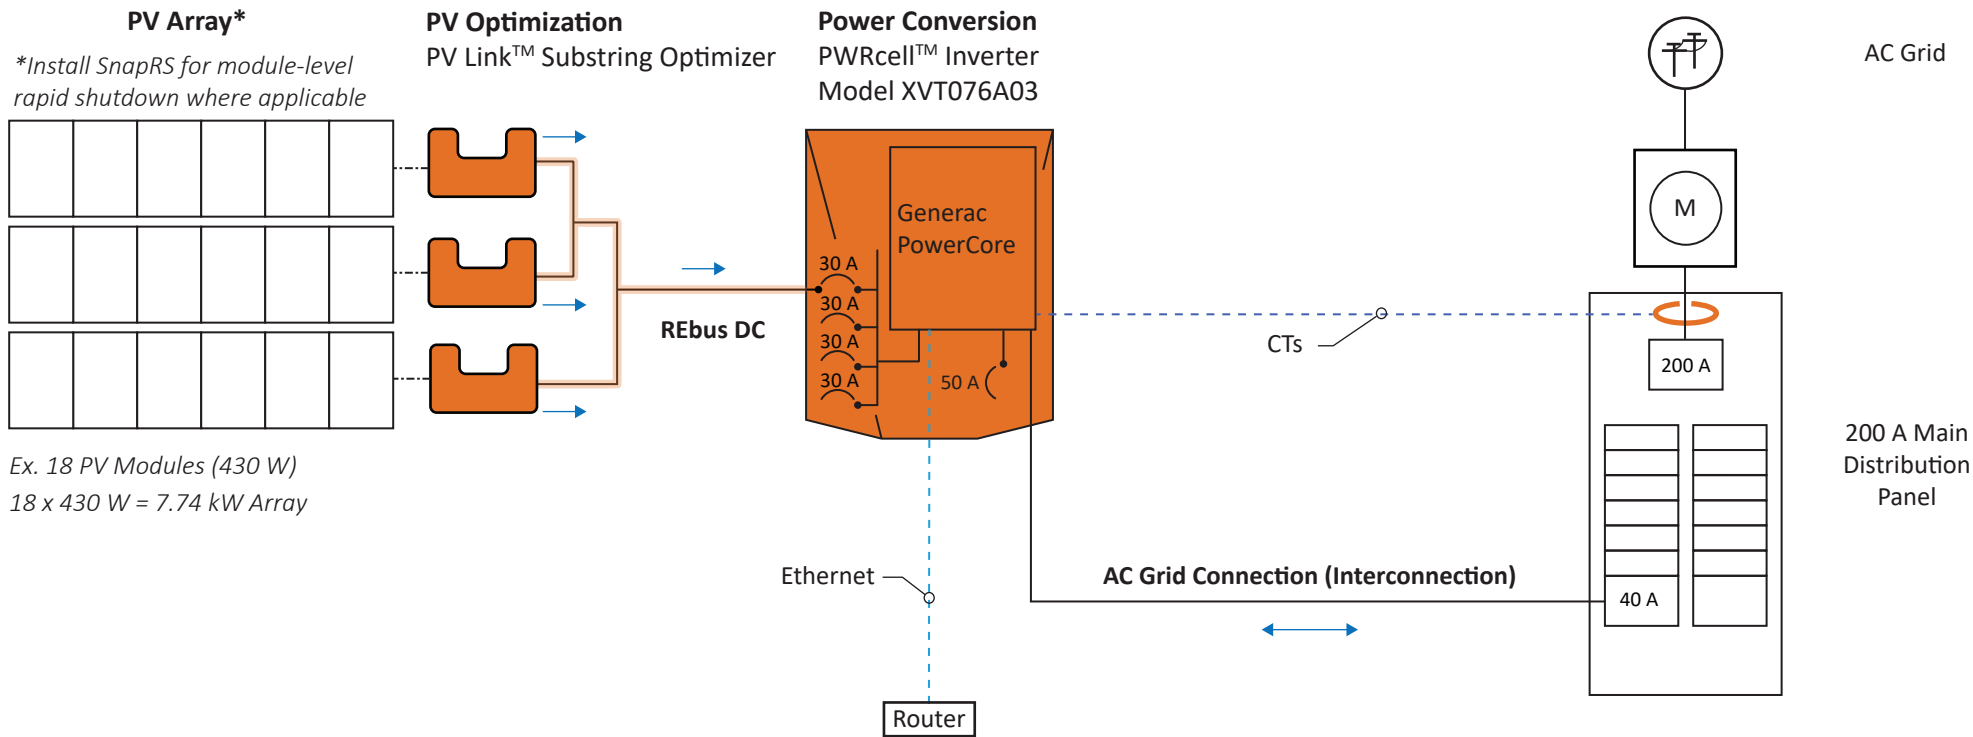 PV Array*
*Install SnapRS for module-level
rapid shutdown where applicable
PV Optimization
PV Link™ Substring Optimizer
Power Conversion
PWRcell™ Inverter
Model XVT076A03
AC Grid
M
Generac
PowerCore
30 A
30 A
30 A
30 A
50 A
REbus DC
CTs
200 A
200 A Main
Distribution
Panel
Ex. 18 PV Modules (430 W)
18 x 430 W = 7.74 kW Array
Ethernet
AC Grid Connection (Interconnection)
40 A
Router